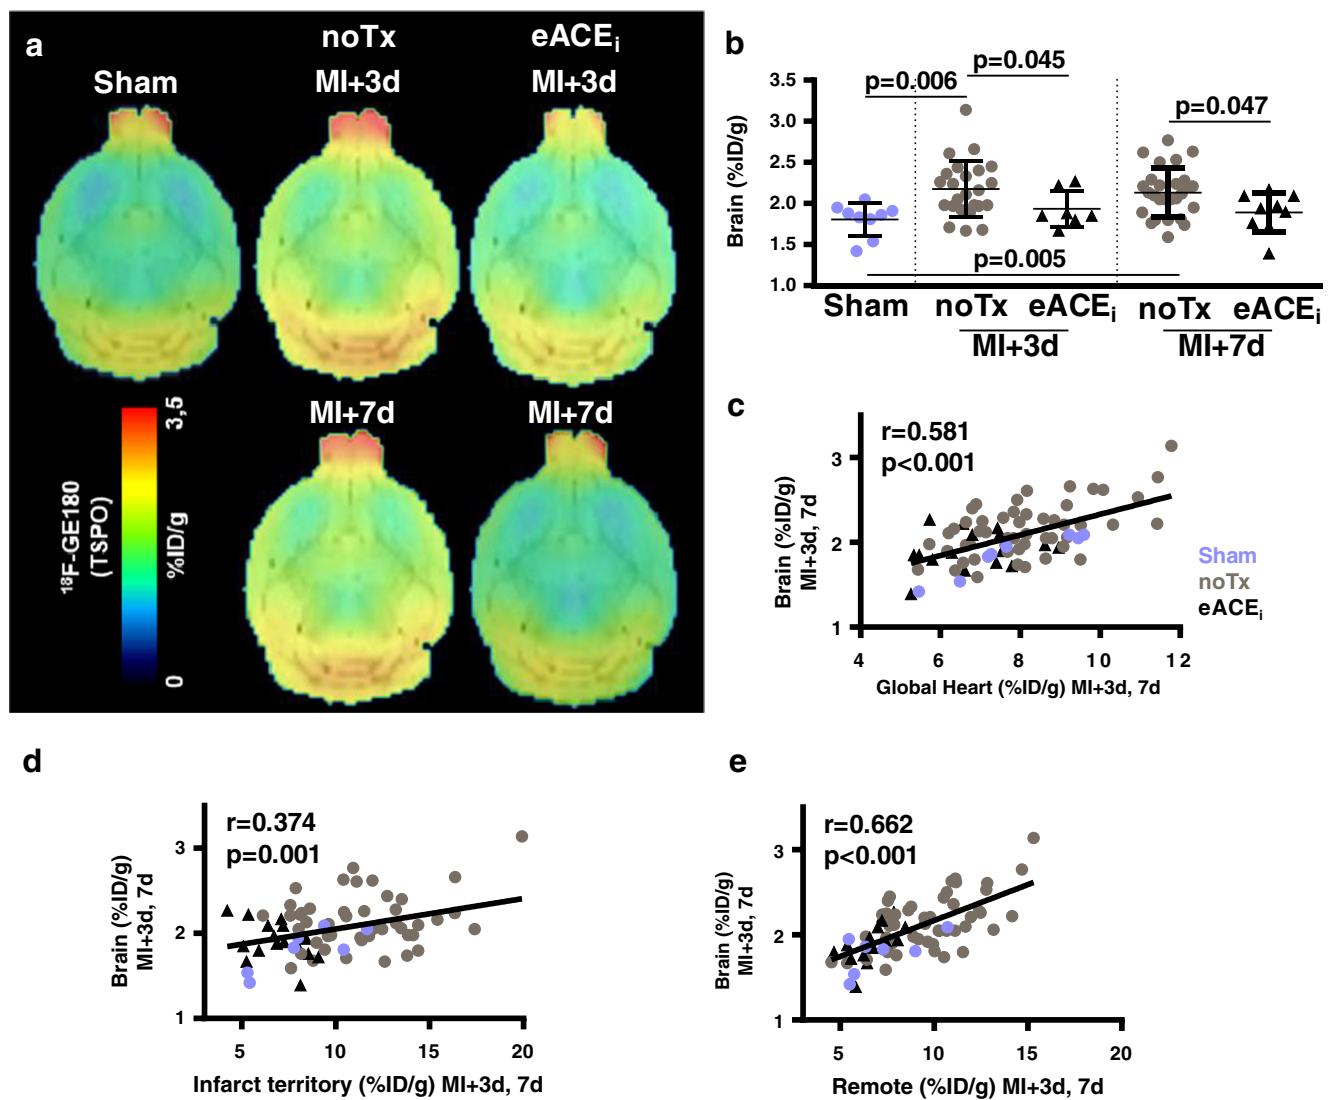 a
noTx
eACEi
Sham
MI+3d
MI+3d
MI+7d
MI+7d
18F-GE180
(TSPO)
%ID/g
3,5
0
b
p=0.045
p=0.006
p=0.047
p=0.005
Brain (%ID/g)
3.5
3.0
2.5
2.0
1.5
1.0
Sham
noTx
eACEi
noTx
eACEi
MI+3d
MI+7d
c
r=0.581
p<0.001
Brain (%ID/g)
MI+3d, 7d
3
2
1
4
6
8
10
12
Global Heart (%ID/g) MI+3d, 7d
Sham
noTx
eACEi
d
r=0.374
p=0.001
Brain (%ID/g)
MI+3d, 7d
3
2
1
5
10
15
20
Infarct territory (%ID/g) MI+3d, 7d
e
r=0.662
p<0.001
Brain (%ID/g)
MI+3d, 7d
3
2
1
5
10
15
20
Remote (%ID/g) MI+3d, 7d